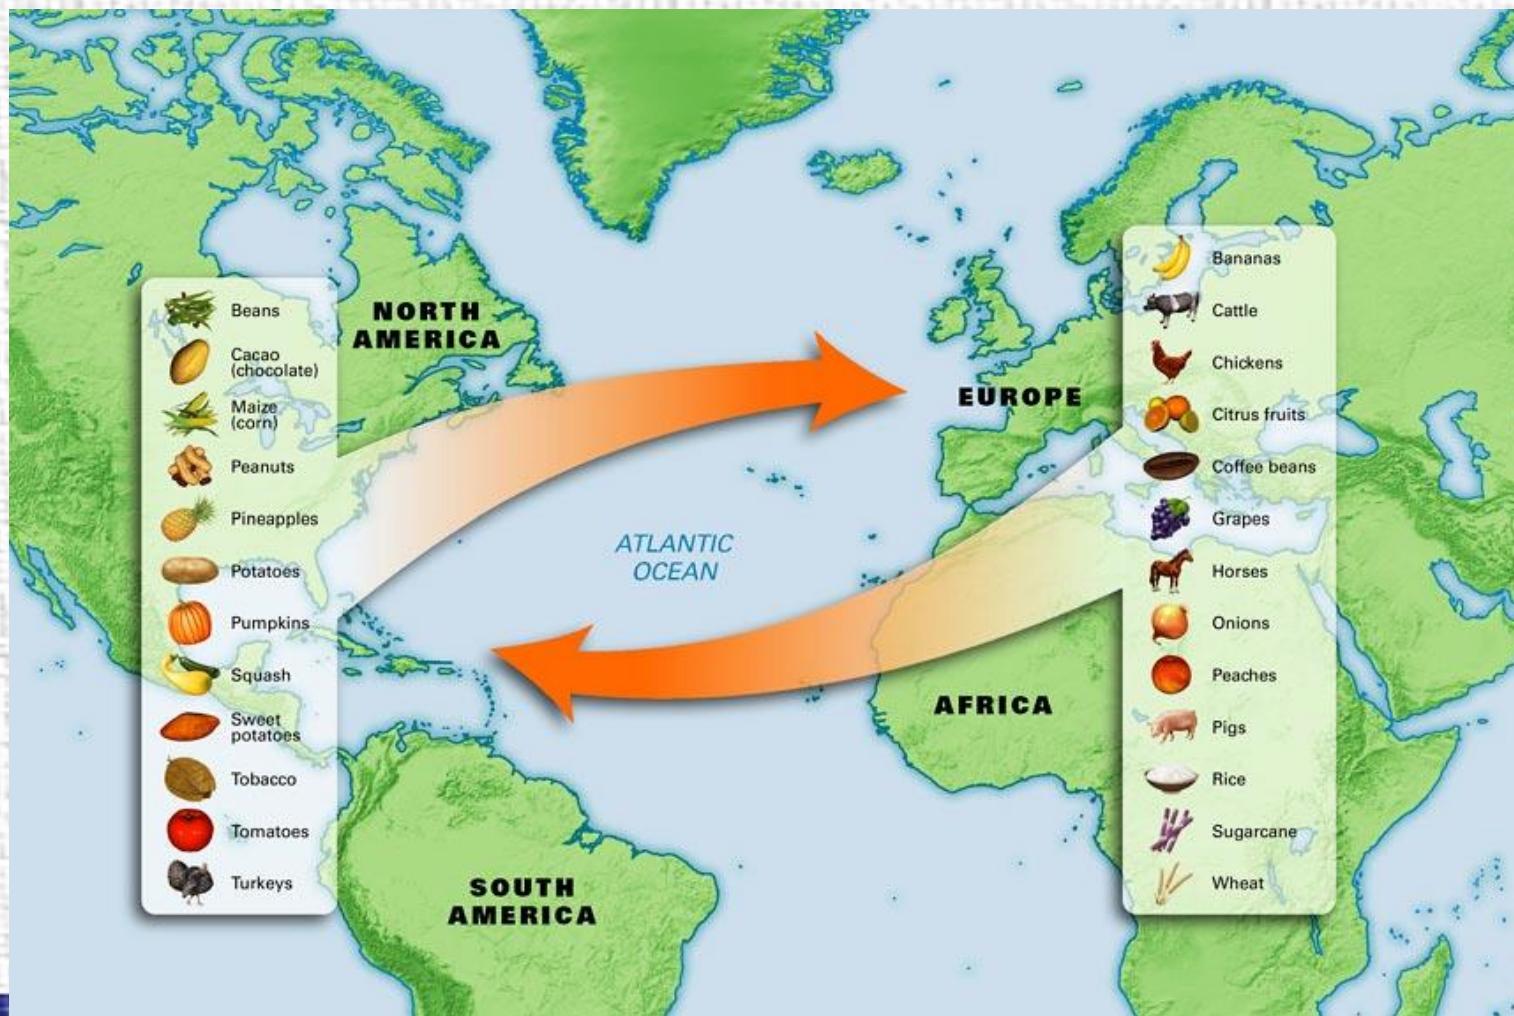 NORTH
AMERICA
Beans
Cacao
(chocolate)
Maize
(corn)
Peanuts
Pineapples
Potatoes
Pumpkins
Squash
Sweet
potatoes
Tobacco
Tomatoes
Turkeys
ATLANTIC
OCEAN
SOUTH
AMERICA
EUROPE
AFRICA
Bananas
Cattle
Chickens
Citrus fruits
Coffee beans
Grapes
Horses
Onions
Peaches
Pigs
Rice
Sugarcane
Wheat